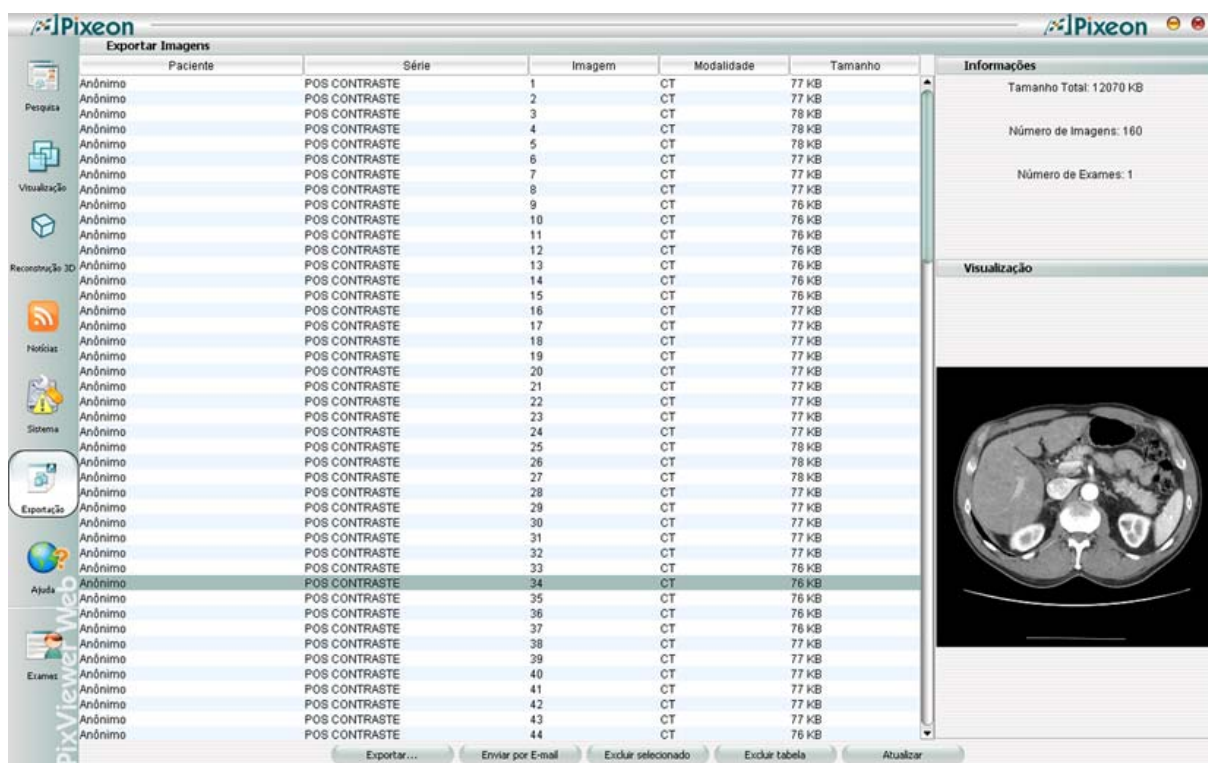 Pixeon
Pixeon
Exportar Imagens
Paciente Série Imagem Modalidade Tamanho
Anônimo POS CONTRASTE 1 CT 77 KB
Anônimo POS CONTRASTE 2 CT 77 KB
Anônimo POS CONTRASTE 3 CT 78 KB
Anônimo POS CONTRASTE 4 CT 78 KB
Anônimo POS CONTRASTE 5 CT 78 KB
Anônimo POS CONTRASTE 6 CT 77 KB
Anônimo POS CONTRASTE 7 CT 77 KB
Anônimo POS CONTRASTE 8 CT 77 KB
Anônimo POS CONTRASTE 9 CT 76 KB
Anônimo POS CONTRASTE 10 CT 76 KB
Anônimo POS CONTRASTE 11 CT 76 KB
Anônimo POS CONTRASTE 12 CT 76 KB
Anônimo POS CONTRASTE 13 CT 76 KB
Anônimo POS CONTRASTE 14 CT 76 KB
Anônimo POS CONTRASTE 15 CT 76 KB
Anônimo POS CONTRASTE 16 CT 77 KB
Anônimo POS CONTRASTE 17 CT 77 KB
Anônimo POS CONTRASTE 18 CT 77 KB
Anônimo POS CONTRASTE 19 CT 77 KB
Anônimo POS CONTRASTE 20 CT 77 KB
Anônimo POS CONTRASTE 21 CT 77 KB
Anônimo POS CONTRASTE 22 CT 77 KB
Anônimo POS CONTRASTE 23 CT 77 KB
Anônimo POS CONTRASTE 24 CT 77 KB
Anônimo POS CONTRASTE 25 CT 78 KB
Anônimo POS CONTRASTE 26 CT 78 KB
Anônimo POS CONTRASTE 27 CT 78 KB
Anônimo POS CONTRASTE 28 CT 77 KB
Anônimo POS CONTRASTE 29 CT 77 KB
Anônimo POS CONTRASTE 30 CT 77 KB
Anônimo POS CONTRASTE 31 CT 77 KB
Anônimo POS CONTRASTE 32 CT 77 KB
Anônimo POS CONTRASTE 33 CT 76 KB
Anônimo POS CONTRASTE 34 CT 76 KB
Anônimo POS CONTRASTE 35 CT 76 KB
Anônimo POS CONTRASTE 36 CT 76 KB
Anônimo POS CONTRASTE 37 CT 76 KB
Anônimo POS CONTRASTE 38 CT 77 KB
Anônimo POS CONTRASTE 39 CT 77 KB
Anônimo POS CONTRASTE 40 CT 77 KB
Anônimo POS CONTRASTE 41 CT 77 KB
Anônimo POS CONTRASTE 42 CT 77 KB
Anônimo POS CONTRASTE 43 CT 77 KB
Anônimo POS CONTRASTE 44 CT 76 KB
Pesquisa
Visualização
Reconstrução 3D
Notícias
Sistema
Exportação
Ajuda
Exames
PixViewer Web
Informações
Tamanho Total: 12070 KB
Número de Imagens: 160
Número de Exames: 1
Visualização
Exportar... Enviar por E-mail Excluir selecionado Excluir tabela Atualizar